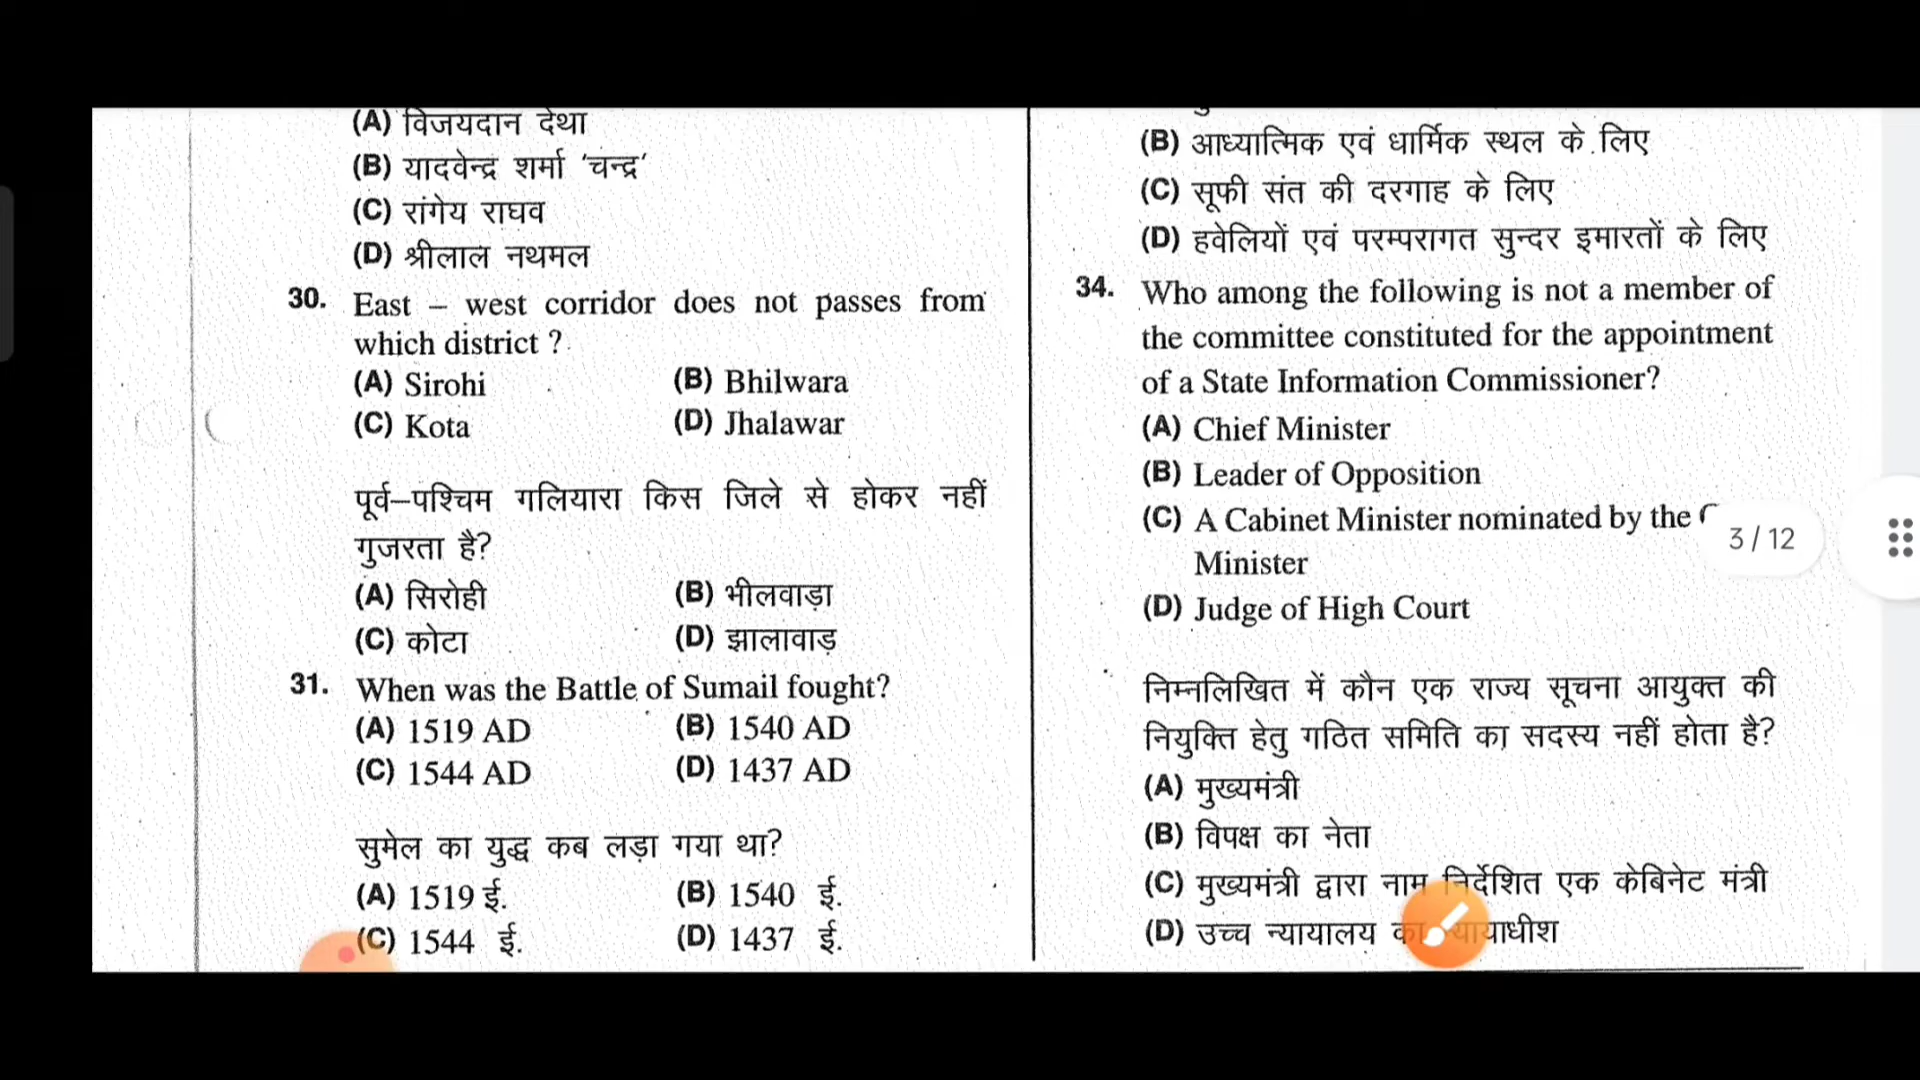 (A) विजयदान देथा
(B) यादवेन्द्र शर्मा ‘चन्द्र’
(C) रांगेय राघव
(D) श्रीलाल नथमल
30. East – west corridor does not passes from
which district ?
(A) Sirohi (B) Bhilwara
(C) Kota (D) Jhalawar
पूर्व–पश्चिम गलियारा किस जिले से होकर नहीं
गुजरता है?
(A) सिरोही (B) भीलवाड़ा
(C) कोटा (D) झालावाड़
31. When was the Battle of Sumail fought?
(A) 1519 AD (B) 1540 AD
(C) 1544 AD (D) 1437 AD
सुमेल का युद्ध कब लड़ा गया था?
(A) 1519 ई. (B) 1540 ई.
(C) 1544 ई. (D) 1437 ई.
(B) आध्यात्मिक एवं धार्मिक स्थल के लिए
(C) सूफी संत की दरगाह के लिए
(D) हवेलियों एवं परम्परागत सुन्दर इमारतों के लिए
34. Who among the following is not a member of
the committee constituted for the appointment
of a State Information Commissioner?
(A) Chief Minister
(B) Leader of Opposition
(C) A Cabinet Minister nominated by the
Minister
(D) Judge of High Court
3 / 12
निम्नलिखित में कौन एक राज्य सूचना आयुक्त की
नियुक्ति हेतु गठित समिति का सदस्य नहीं होता है?
(A) मुख्यमंत्री
(B) विपक्ष का नेता
(C) मुख्यमंत्री द्वारा नाम निर्देशित एक केबिनेट मंत्री
(D) उच्च न्यायालय का न्यायाधीश